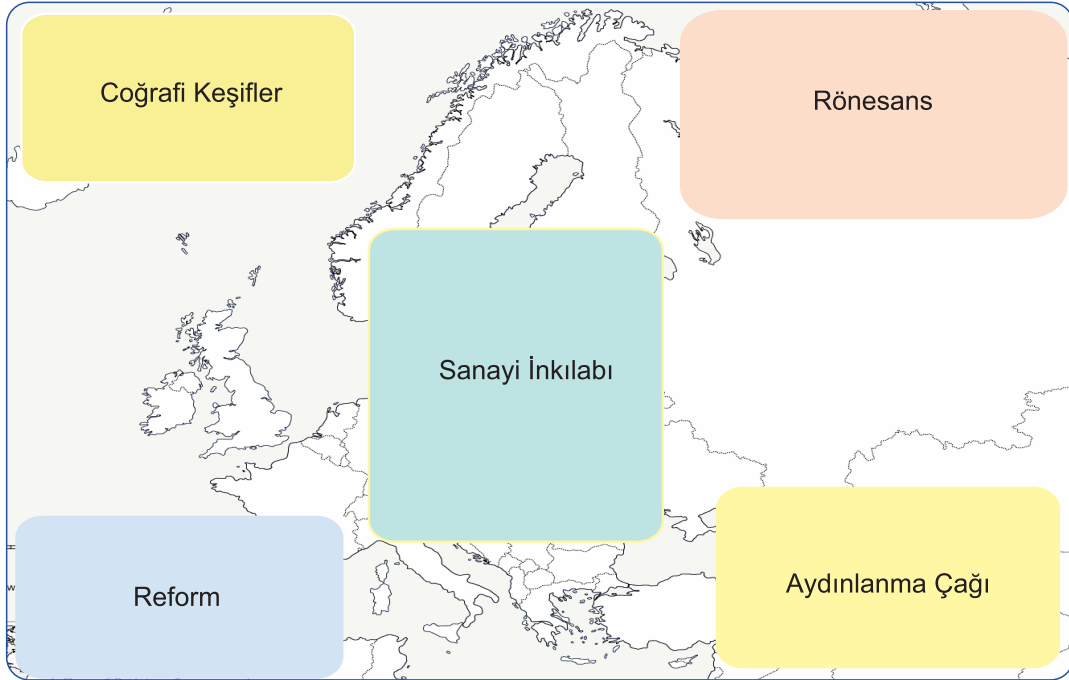 Coğrafi Keşifler
Rönesans
Sanayi İnkılabı
Reform
Aydınlanma Çağı